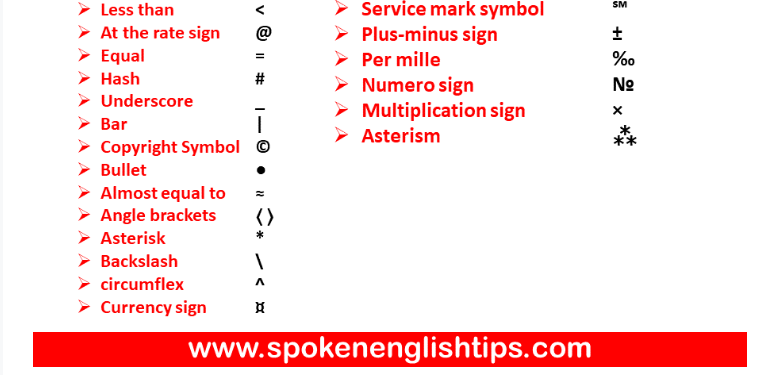 Less than <
At the rate sign @
Equal =
Hash #
Underscore _
Bar |
Copyright Symbol ©
Bullet ●
Almost equal to ≈
Angle brackets ⟨ ⟩
Asterisk *
Backslash \
circumflex ^
Currency sign ¤
Service mark symbol ℠
Plus-minus sign ±
Per mille ‰
Numero sign №
Multiplication sign ×
Asterism ⁂
www.spokenenglishtips.com